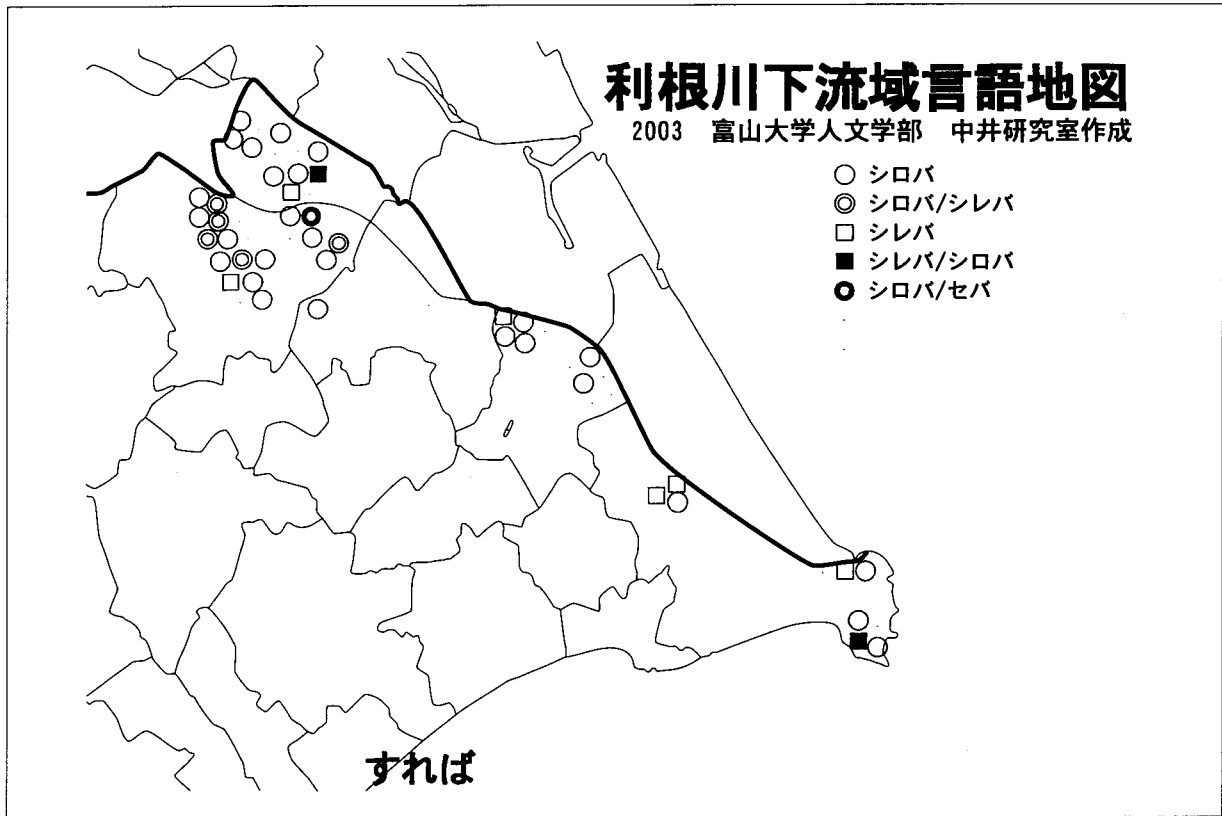 利根川下流域言語地図
2003　富山大学人文学部　中井研究室作成
○ シロバ
◎ シロバ/シレバ
□ シレバ
■ シレバ/シロバ
シロバ/セバ
すれば